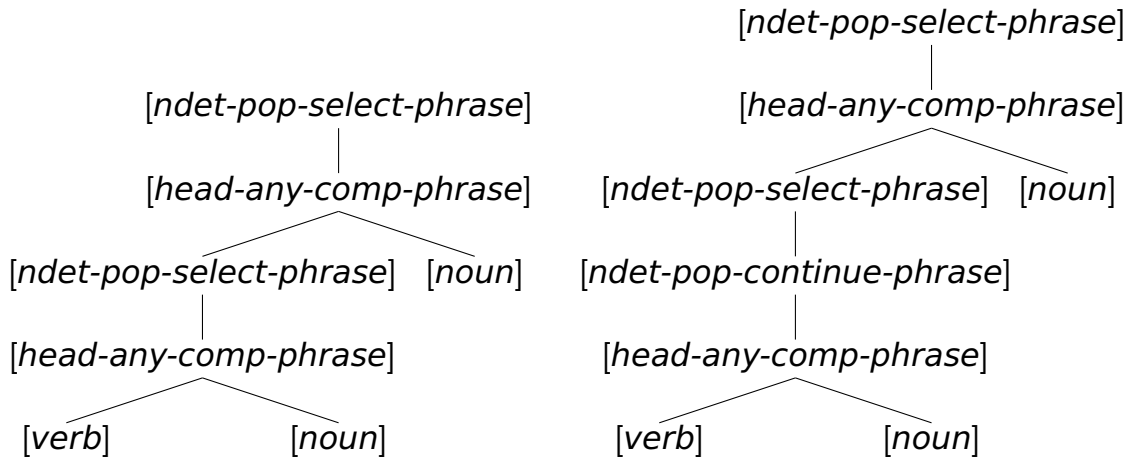 [ndet-pop-select-phrase]
[head-any-comp-phrase]
[ndet-pop-select-phrase] [noun]
[head-any-comp-phrase]
[verb] [noun]
[ndet-pop-select-phrase]
[head-any-comp-phrase]
[ndet-pop-select-phrase] [noun]
[ndet-pop-continue-phrase]
[head-any-comp-phrase]
[verb] [noun]